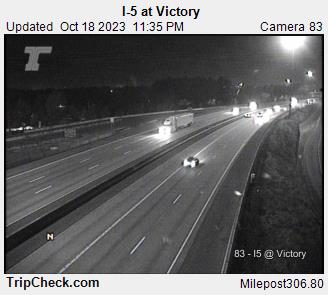 I-5 at Victory
Updated Oct 18 2023 11:35 PM Camera 83
T
N
83 - I5 @ Victory
TripCheck.com Milepost306.80